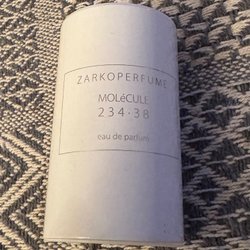 ZARKOPERFUME
MOLéCULE
234·38
eau de parfum